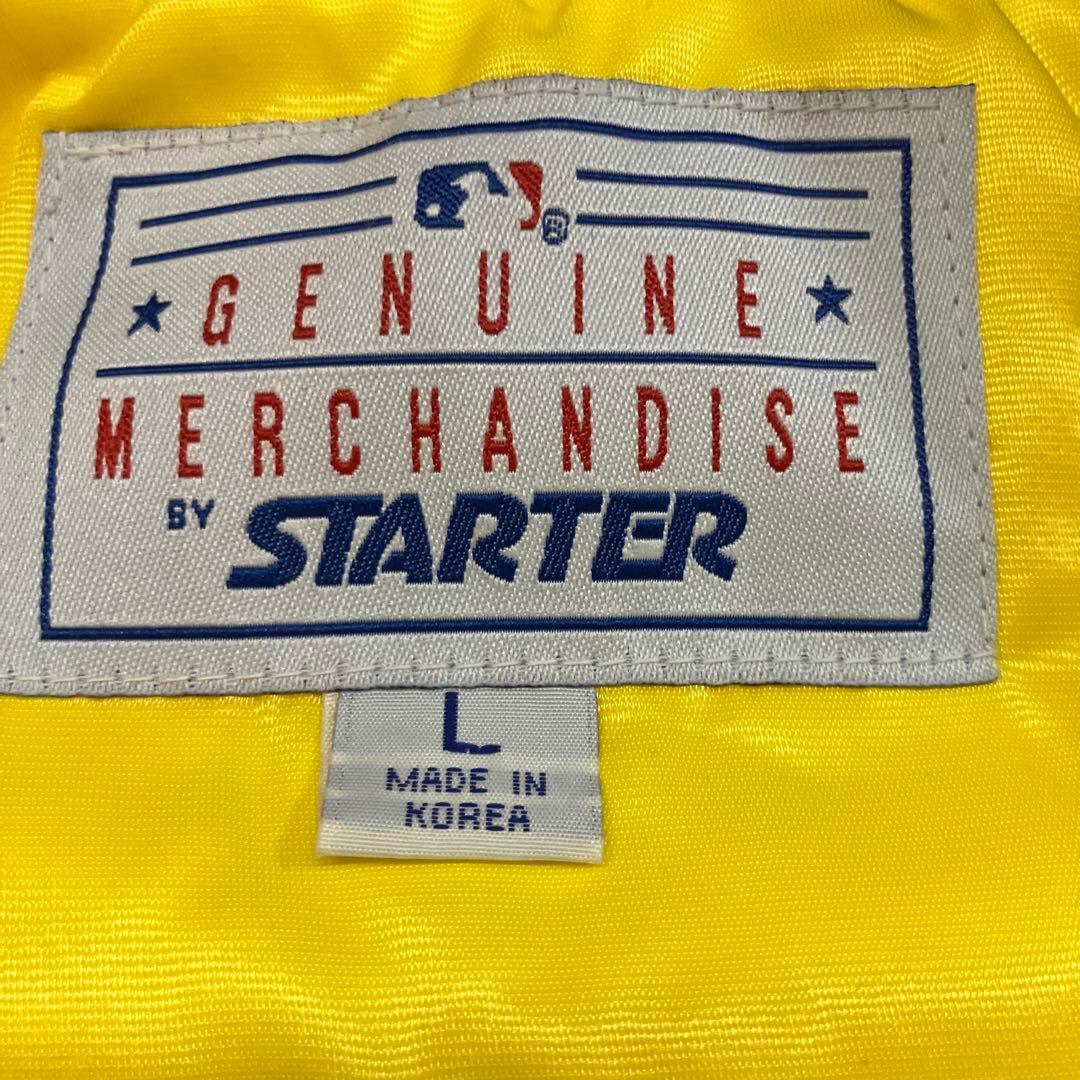 GENUINE
MERCHANDISE
BY STARTER
L
MADE IN
KOREA